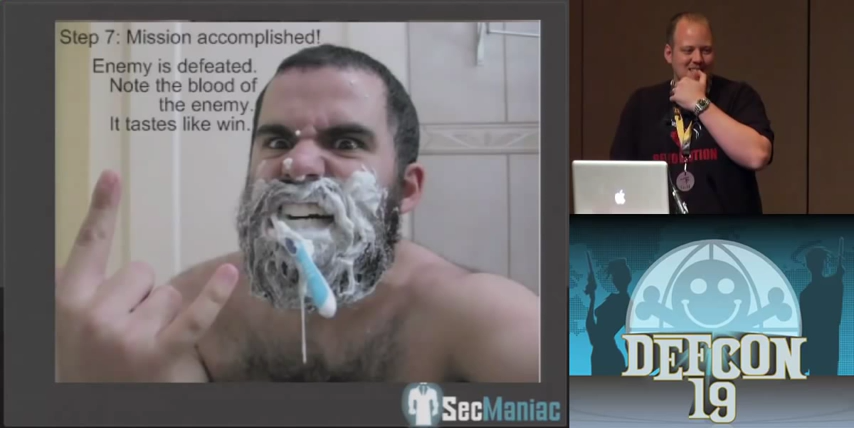 Step 7: Mission accomplished!
Enemy is defeated.
Note the blood of
the enemy.
It tastes like win.
SecManiac
DEFCON
19